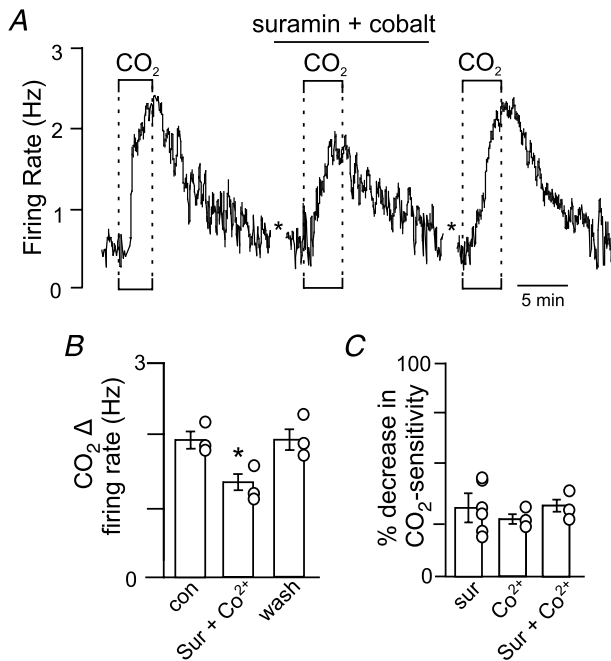 A
suramin + cobalt
CO₂ CO₂ CO₂
3
2
1
0
Firing Rate (Hz)
* *
5 min
B
3
0
CO₂ Δ
firing rate (Hz)
*
con
Sur + Co²⁺
wash
C
100
0
% decrease in
CO₂-sensitivity
sur
Co²⁺
Sur + Co²⁺